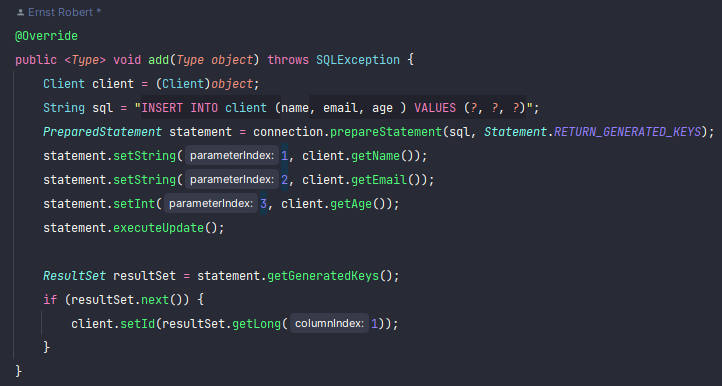 Ernst Robert *
@Override
public <Type> void add(Type object) throws SQLException {
Client client = (Client)object;
String sql = "INSERT INTO client (name, email, age ) VALUES (?, ?, ?)";
PreparedStatement statement = connection.prepareStatement(sql, Statement.RETURN_GENERATED_KEYS);
statement.setString( parameterIndex: 1, client.getName());
statement.setString( parameterIndex: 2, client.getEmail());
statement.setInt( parameterIndex: 3, client.getAge());
statement.executeUpdate();
ResultSet resultSet = statement.getGeneratedKeys();
if (resultSet.next()) {
client.setId(resultSet.getLong( columnIndex: 1));
}
}